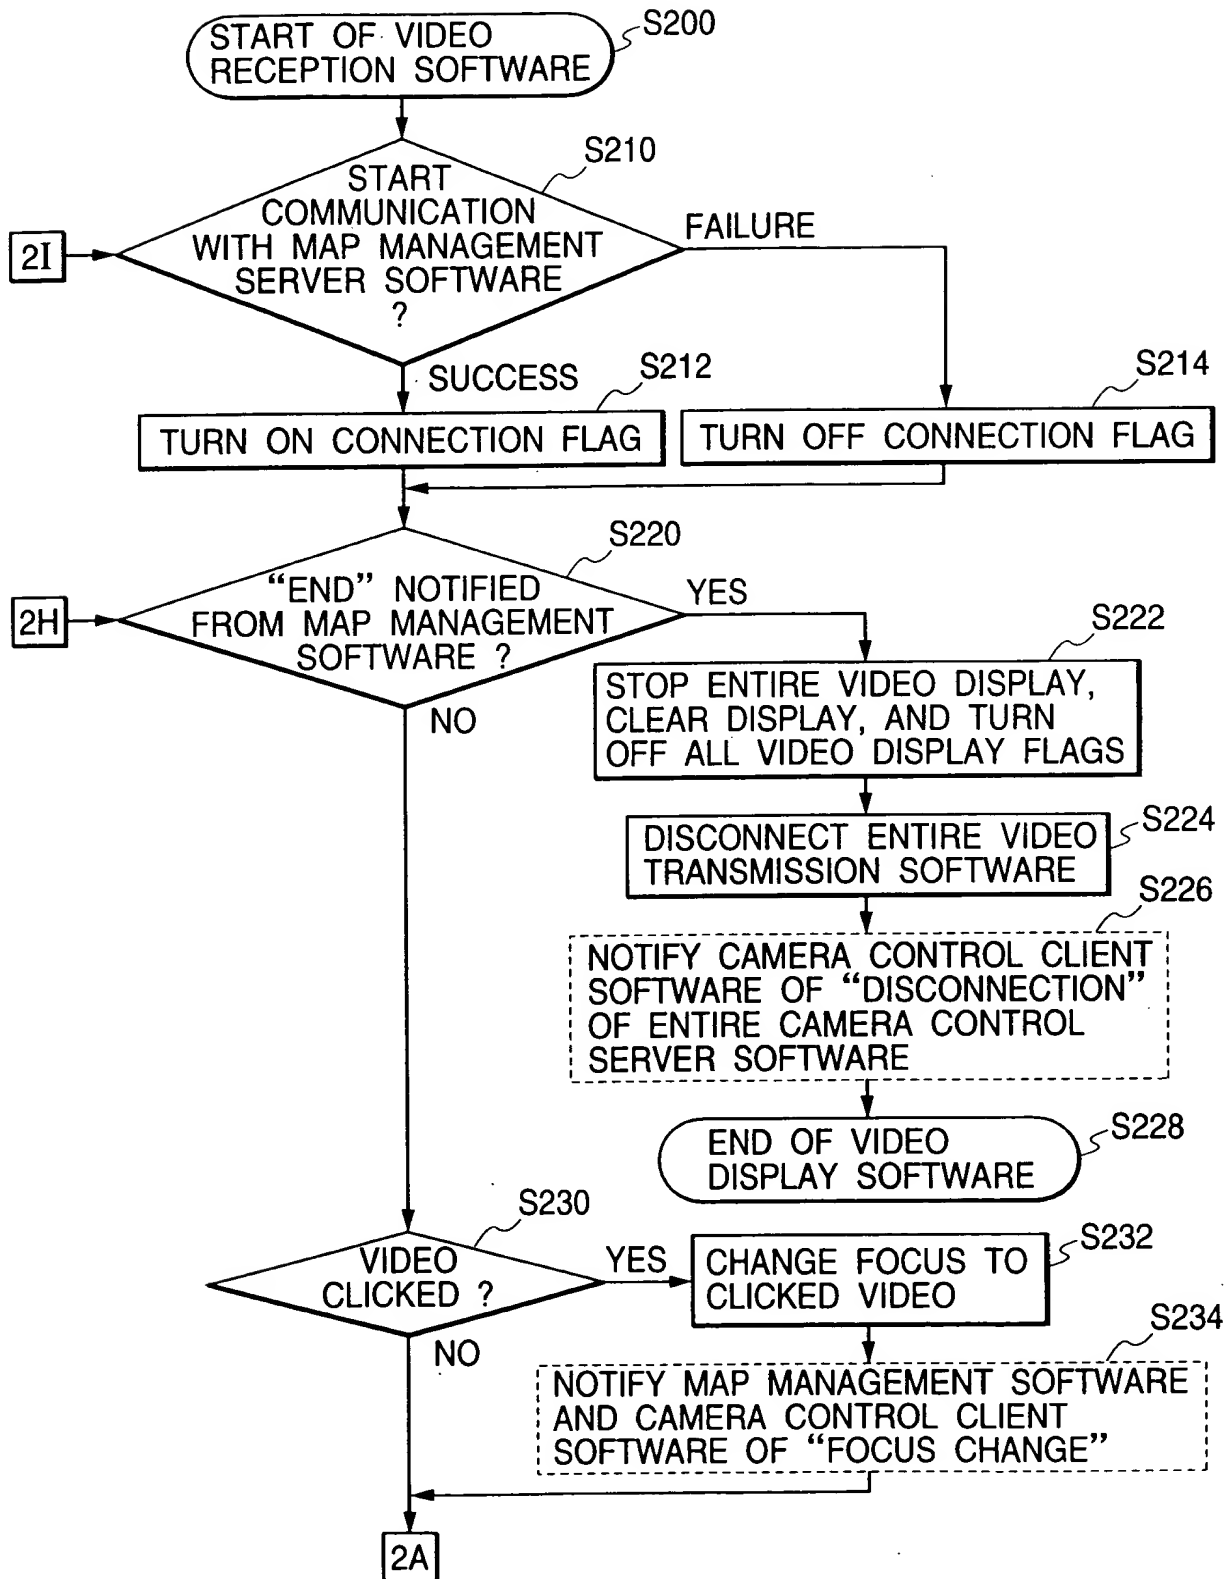 START OF VIDEO
RECEPTION SOFTWARE
S200
S210
START
COMMUNICATION
WITH MAP MANAGEMENT
SERVER SOFTWARE
?
FAILURE
2I
SUCCESS
S212
S214
TURN ON CONNECTION FLAG
TURN OFF CONNECTION FLAG
S220
“END” NOTIFIED
FROM MAP MANAGEMENT
SOFTWARE ?
YES
2H
NO
S222
STOP ENTIRE VIDEO DISPLAY,
CLEAR DISPLAY, AND TURN
OFF ALL VIDEO DISPLAY FLAGS
S224
DISCONNECT ENTIRE VIDEO
TRANSMISSION SOFTWARE
S226
NOTIFY CAMERA CONTROL CLIENT
SOFTWARE OF “DISCONNECTION”
OF ENTIRE CAMERA CONTROL
SERVER SOFTWARE
S228
END OF VIDEO
DISPLAY SOFTWARE
S230
VIDEO
CLICKED ?
YES
NO
S232
CHANGE FOCUS TO
CLICKED VIDEO
S234
NOTIFY MAP MANAGEMENT SOFTWARE
AND CAMERA CONTROL CLIENT
SOFTWARE OF “FOCUS CHANGE”
2A